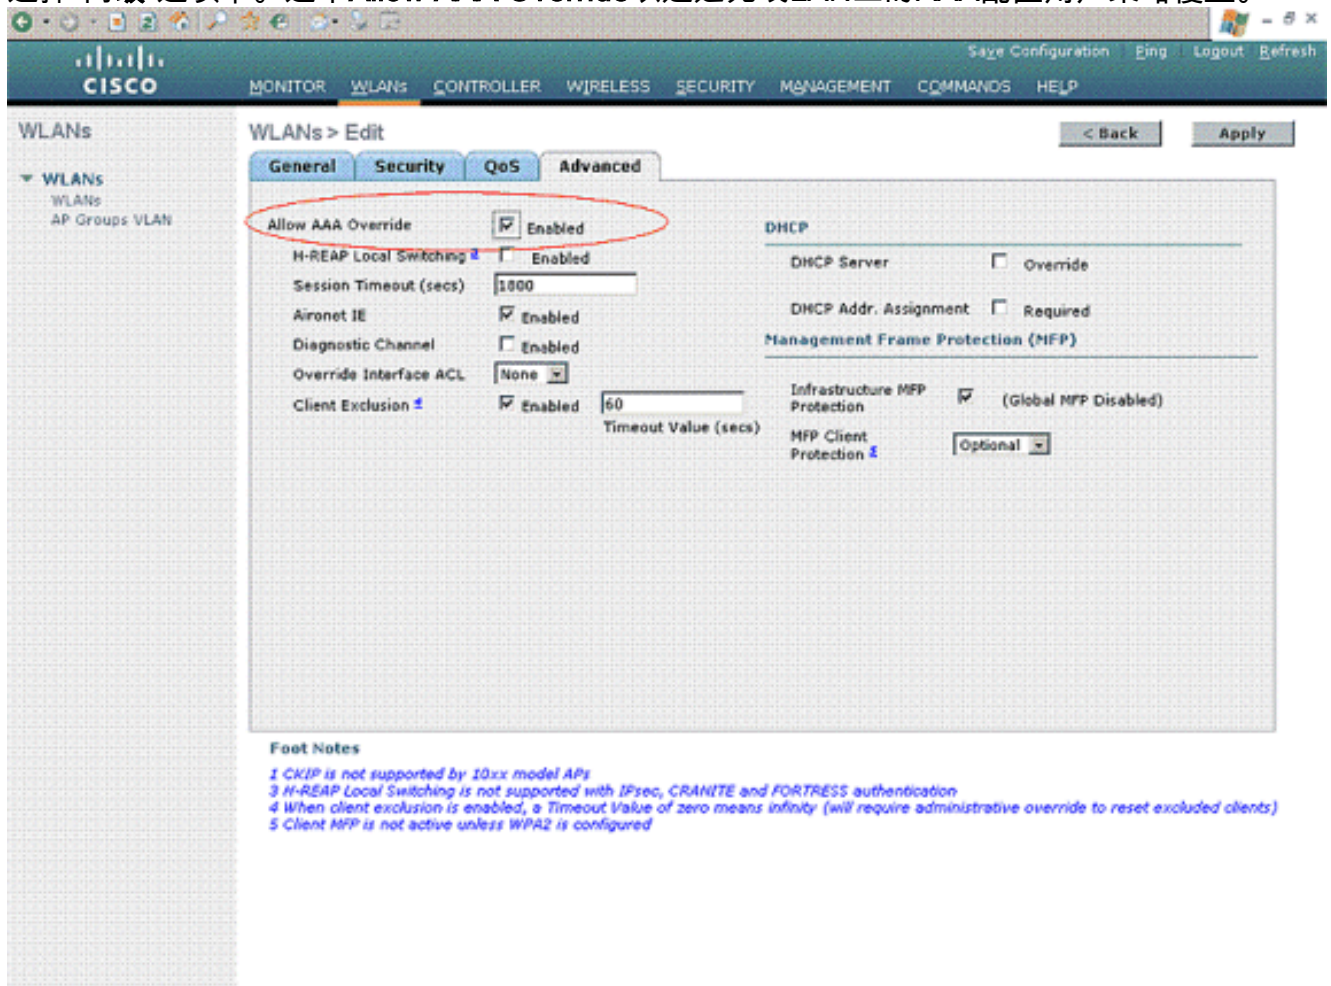 Save Configuration Ping Logout Refresh
CISCO
MONITOR WLANs CONTROLLER WIRELESS SECURITY MANAGEMENT COMMANDS HELP
WLANs
WLANs > Edit
< Back Apply
General Security QoS Advanced
WLANs
WLANs
AP Groups VLAN
Allow AAA Override Enabled
H-REAP Local Switching 3 Enabled
Session Timeout (secs) 1800
Aironet IE Enabled
Diagnostic Channel Enabled
Override Interface ACL None
Client Exclusion 4 Enabled 60
Timeout Value (secs)
DHCP
DHCP Server Override
DHCP Addr. Assignment Required
Management Frame Protection (MFP)
Infrastructure MFP Protection (Global MFP Disabled)
MFP Client Protection 5 Optional
Foot Notes
1 CKIP is not supported by 10xx model APs
3 H-REAP Local Switching is not supported with IPsec, CRANITE and FORTRESS authentication
4 When client exclusion is enabled, a Timeout Value of zero means infinity (will require administrative override to reset excluded clients)
5 Client MFP is not active unless WPA2 is configured